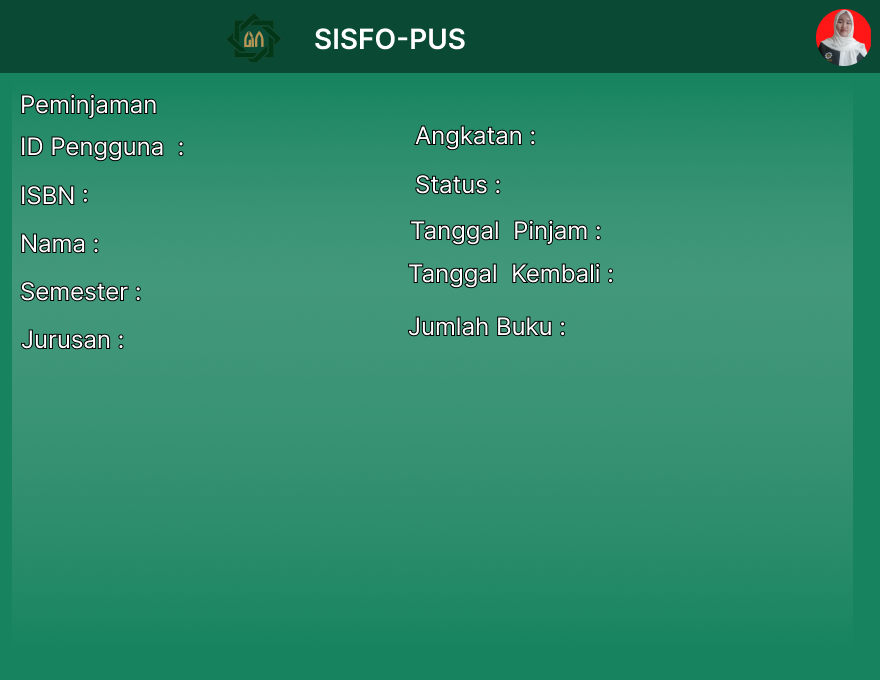 SISFO-PUS
Peminjaman
ID Pengguna  :
ISBN :
Nama :
Semester :
Jurusan :
Angkatan :
Status :
Tanggal  Pinjam :
Tanggal  Kembali :
Jumlah Buku :